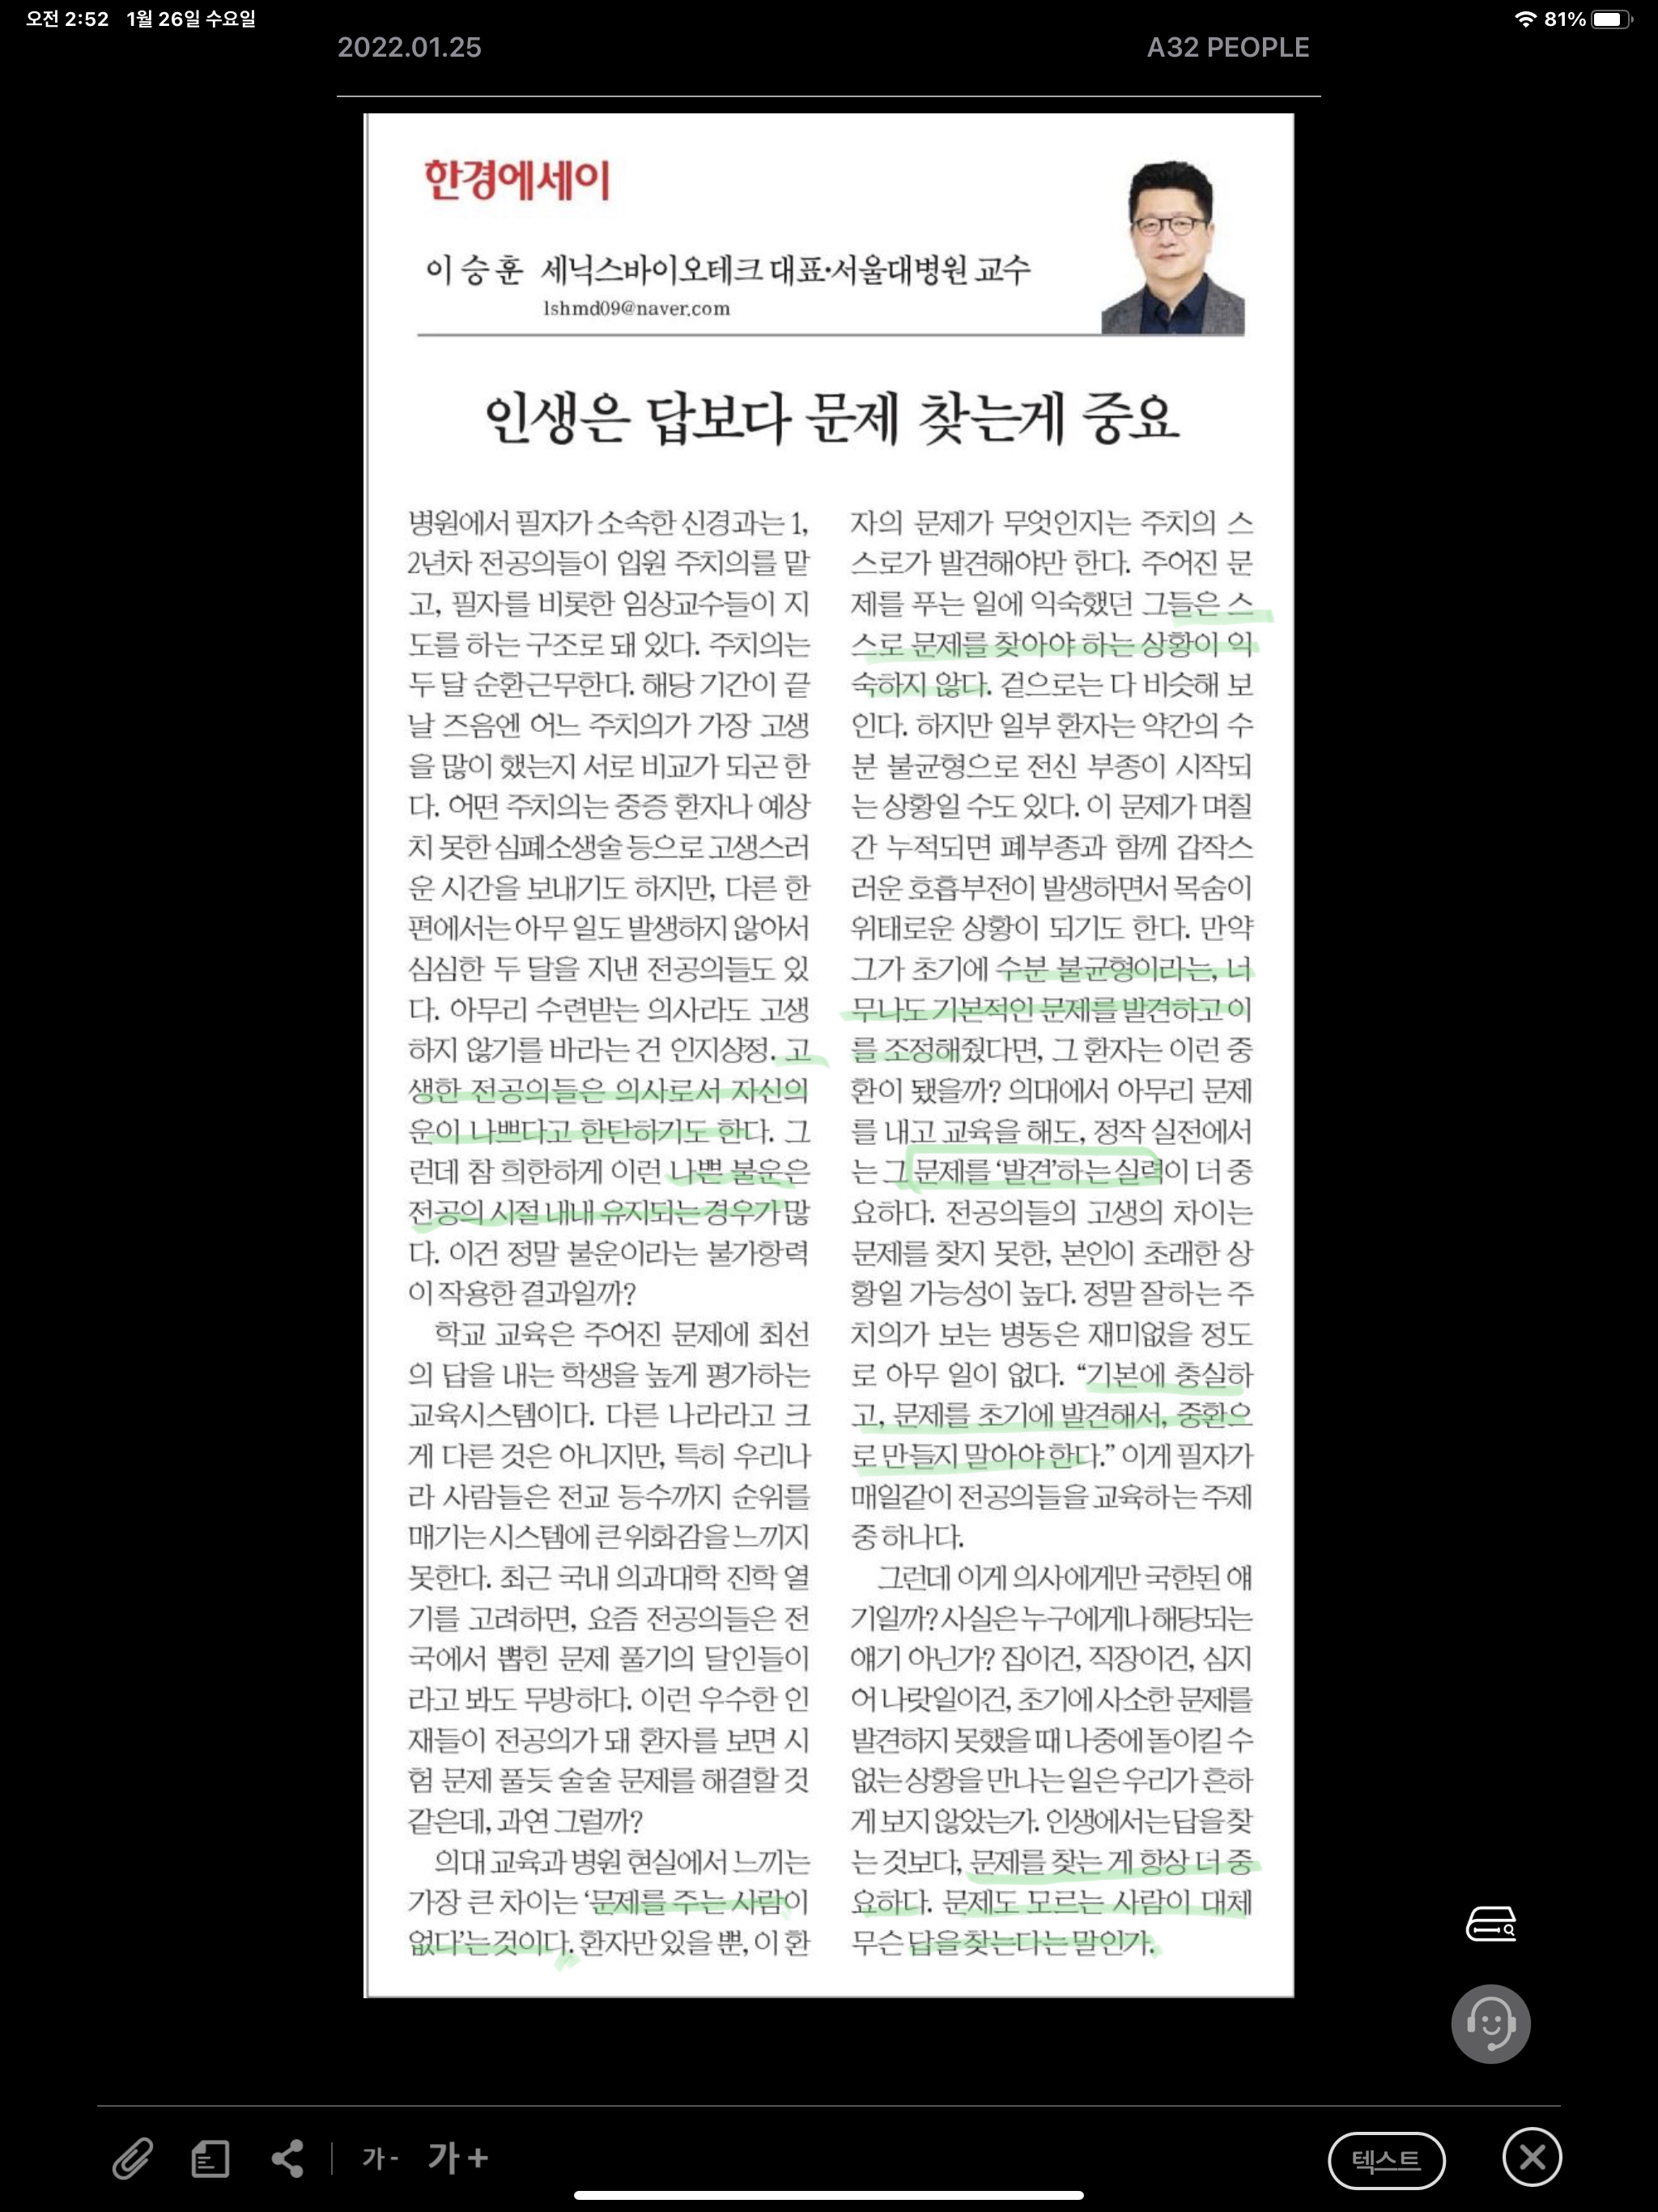 오전 2:52 1월 26일 수요일
81%
2022.01.25
A32 PEOPLE
한경에세이
이승훈 세닉스바이오테크 대표·서울대병원 교수
lshmd09@naver.com
인생은 답보다 문제 찾는게 중요
병원에서 필자가 소속한 신경과는 1,
2년차 전공의들이 입원 주치의를 맡
고, 필자를 비롯한 임상교수들이 지
도를 하는 구조로 돼 있다. 주치의는
두 달 순환근무한다. 해당 기간이 끝
날 즈음엔 어느 주치의가 가장 고생
을 많이 했는지 서로 비교가 되곤 한
다. 어떤 주치의는 중증 환자나 예상
치 못한 심폐소생술 등으로 고생스러
운 시간을 보내기도 하지만, 다른 한
편에서는 아무 일도 발생하지 않아서
심심한 두 달을 지낸 전공의들도 있
다. 아무리 수련받는 의사라도 고생
하지 않기를 바라는 건 인지상정. 고
생한 전공의들은 의사로서 자신의
운이 나쁘다고 한탄하기도 한다. 그
런데 참 희한하게 이런 나쁜 불운은
전공의 시절 내내 유지되는 경우가 많
다. 이건 정말 불운이라는 불가항력
이 작용한 결과일까?
학교 교육은 주어진 문제에 최선
의 답을 내는 학생을 높게 평가하는
교육시스템이다. 다른 나라라고 크
게 다른 것은 아니지만, 특히 우리나
라 사람들은 전교 등수까지 순위를
매기는 시스템에 큰 위화감을 느끼지
못한다. 최근 국내 의과대학 진학 열
기를 고려하면, 요즘 전공의들은 전
국에서 뽑힌 문제 풀기의 달인들이
라고 봐도 무방하다. 이런 우수한 인
재들이 전공의가 돼 환자를 보면 시
험 문제 풀듯 술술 문제를 해결할 것
같은데, 과연 그럴까?
의대 교육과 병원 현실에서 느끼는
가장 큰 차이는 ‘문제를 주는 사람이
없다’는 것이다. 환자만 있을 뿐, 이 환
자의 문제가 무엇인지는 주치의 스
스로가 발견해야만 한다. 주어진 문
제를 푸는 일에 익숙했던 그들은 스
스로 문제를 찾아야 하는 상황이 익
숙하지 않다. 겉으로는 다 비슷해 보
인다. 하지만 일부 환자는 약간의 수
분 불균형으로 전신 부종이 시작되
는 상황일 수도 있다. 이 문제가 며칠
간 누적되면 폐부종과 함께 갑작스
러운 호흡부전이 발생하면서 목숨이
위태로운 상황이 되기도 한다. 만약
그가 초기에 수분 불균형이라는, 너
무나도 기본적인 문제를 발견하고 이
를 조정해줬다면, 그 환자는 이런 중
환이 됐을까? 의대에서 아무리 문제
를 내고 교육을 해도, 정작 실전에서
는 그 문제를 ‘발견’하는 실력이 더 중
요하다. 전공의들의 고생의 차이는
문제를 찾지 못한, 본인이 초래한 상
황일 가능성이 높다. 정말 잘하는 주
치의가 보는 병동은 재미없을 정도
로 아무 일이 없다. “기본에 충실하
고, 문제를 초기에 발견해서, 중환으
로 만들지 말아야 한다.” 이게 필자가
매일같이 전공의들을 교육하는 주제
중 하나다.
그런데 이게 의사에게만 국한된 얘
기일까? 사실은 누구에게나 해당되는
얘기 아닌가? 집이건, 직장이건, 심지
어 나랏일이건, 초기에 사소한 문제를
발견하지 못했을 때 나중에 돌이킬 수
없는 상황을 만나는 일은 우리가 흔하
게 보지 않았는가. 인생에서는 답을 찾
는 것보다, 문제를 찾는 게 항상 더 중
요하다. 문제도 모르는 사람이 대체
무슨 답을 찾는다는 말인가.
가- 가+
텍스트